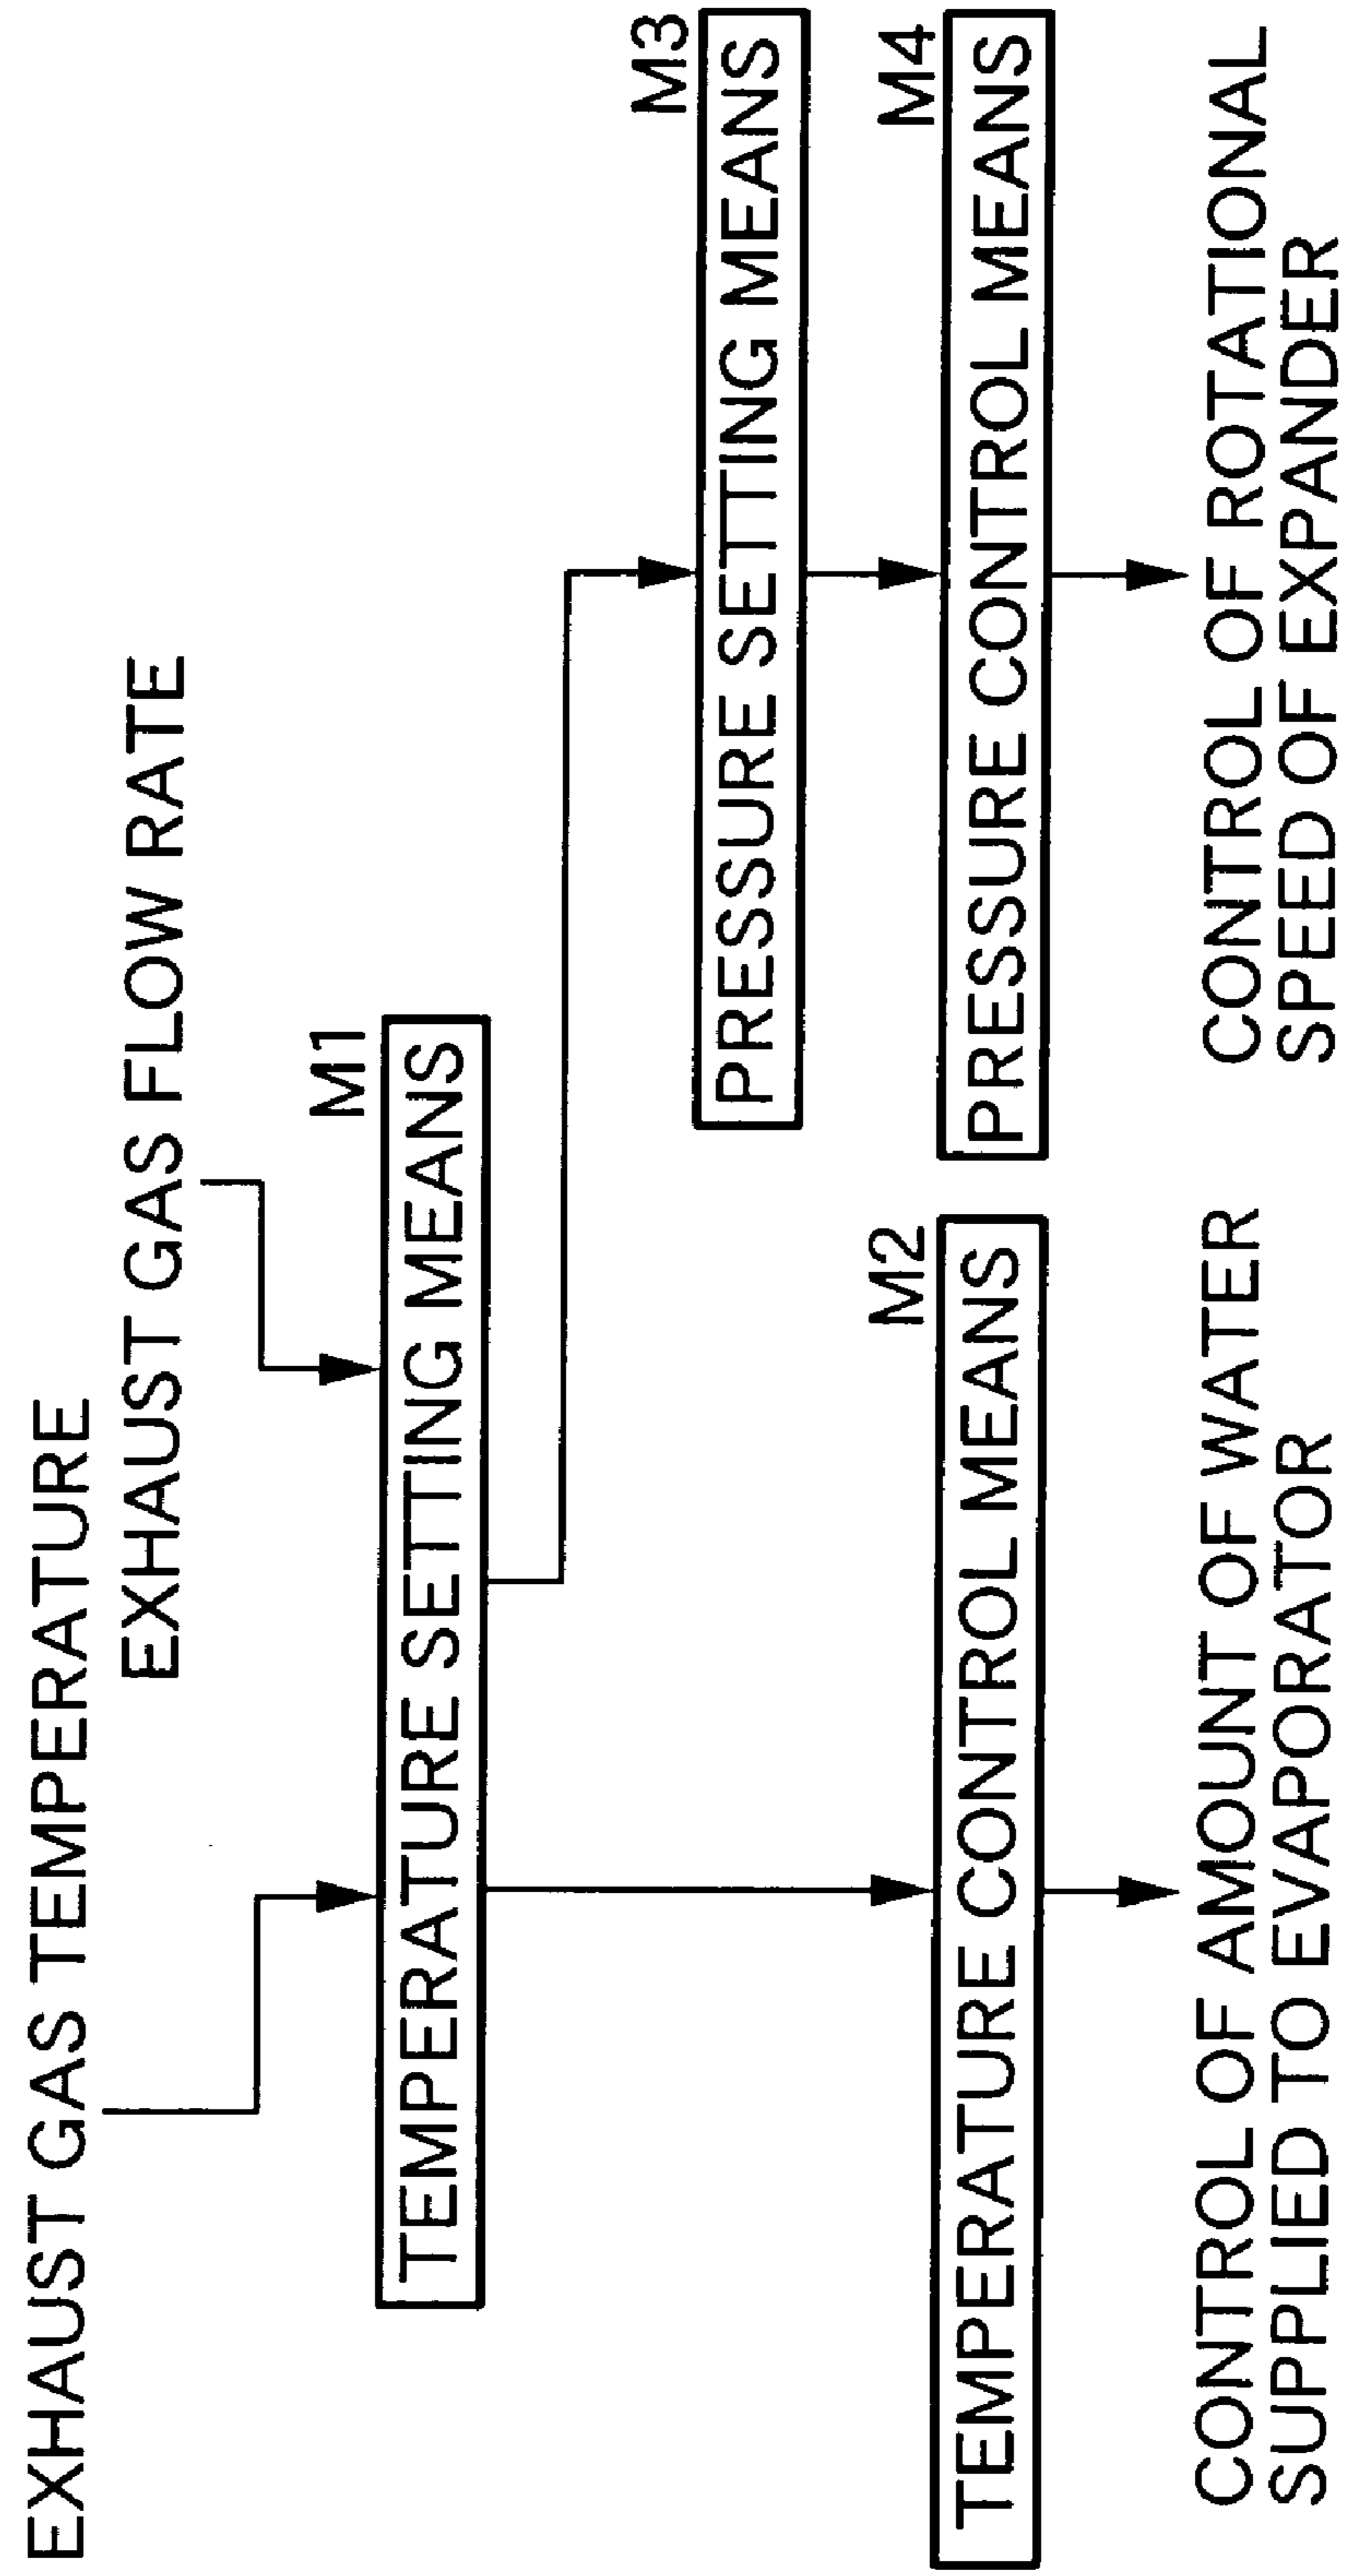 EXHAUST GAS TEMPERATURE
EXHAUST GAS FLOW RATE
M1
TEMPERATURE SETTING MEANS
M3
PRESSURE SETTING MEANS
M2
TEMPERATURE CONTROL MEANS
M4
PRESSURE CONTROL MEANS
CONTROL OF AMOUNT OF WATER
SUPPLIED TO EVAPORATOR
CONTROL OF ROTATIONAL
SPEED OF EXPANDER